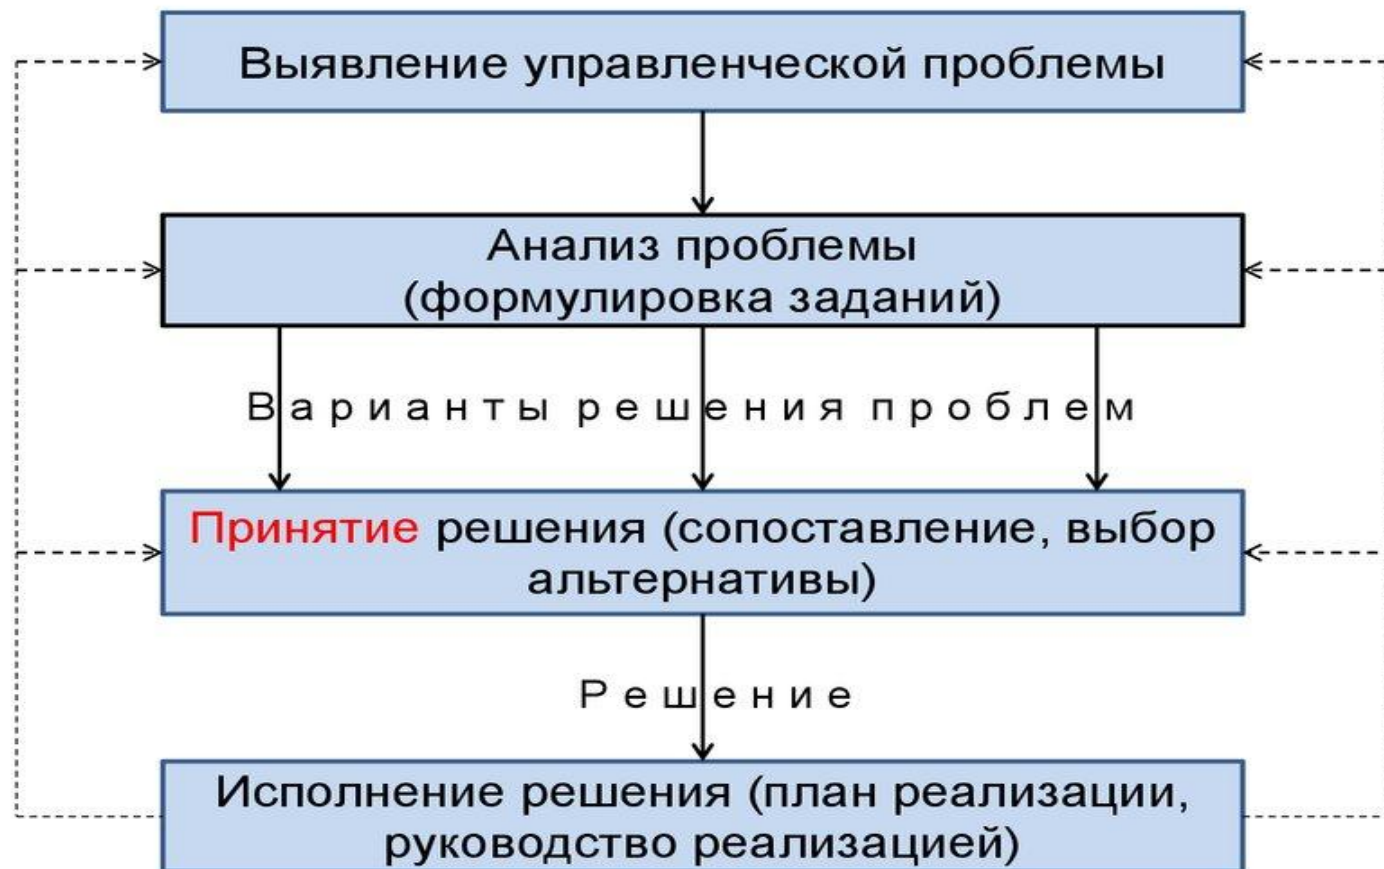 Выявление управленческой проблемы
Анализ проблемы
(формулировка заданий)
Варианты решения проблем
Принятие решения (сопоставление, выбор
альтернативы)
Решение
Исполнение решения (план реализации,
руководство реализацией)